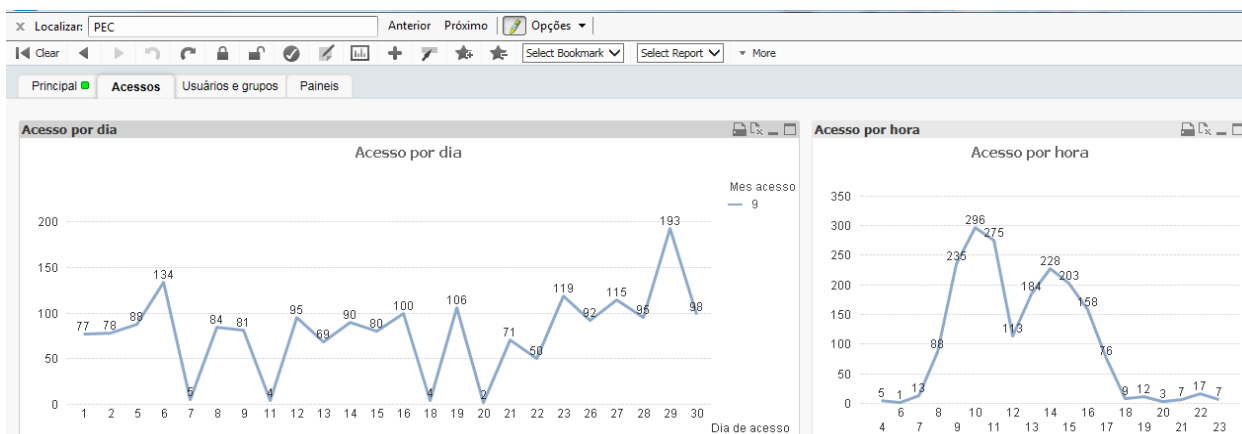 x Localizar: PEC Anterior Próximo Opções
Clear Select Bookmark Select Report More
Principal Acessos Usuários e grupos Paineis
Acesso por dia
Acesso por dia
Mes acesso
9
200
150
100
50
0
77 78 88 134 5 84 81 4 95 69 90 80 100 4 106 2 71 50 119 92 115 95 193 98
1 2 5 6 7 8 9 11 12 13 14 15 16 18 19 20 21 22 23 26 27 28 29 30
Dia de acesso
Acesso por hora
Acesso por hora
350
300
250
200
150
100
50
0
5 1 13 88 235 296 275 113 184 228 203 158 76 9 12 3 7 17 7
6 8 10 12 14 16 18 20 22
4 7 9 11 13 15 17 19 21 23